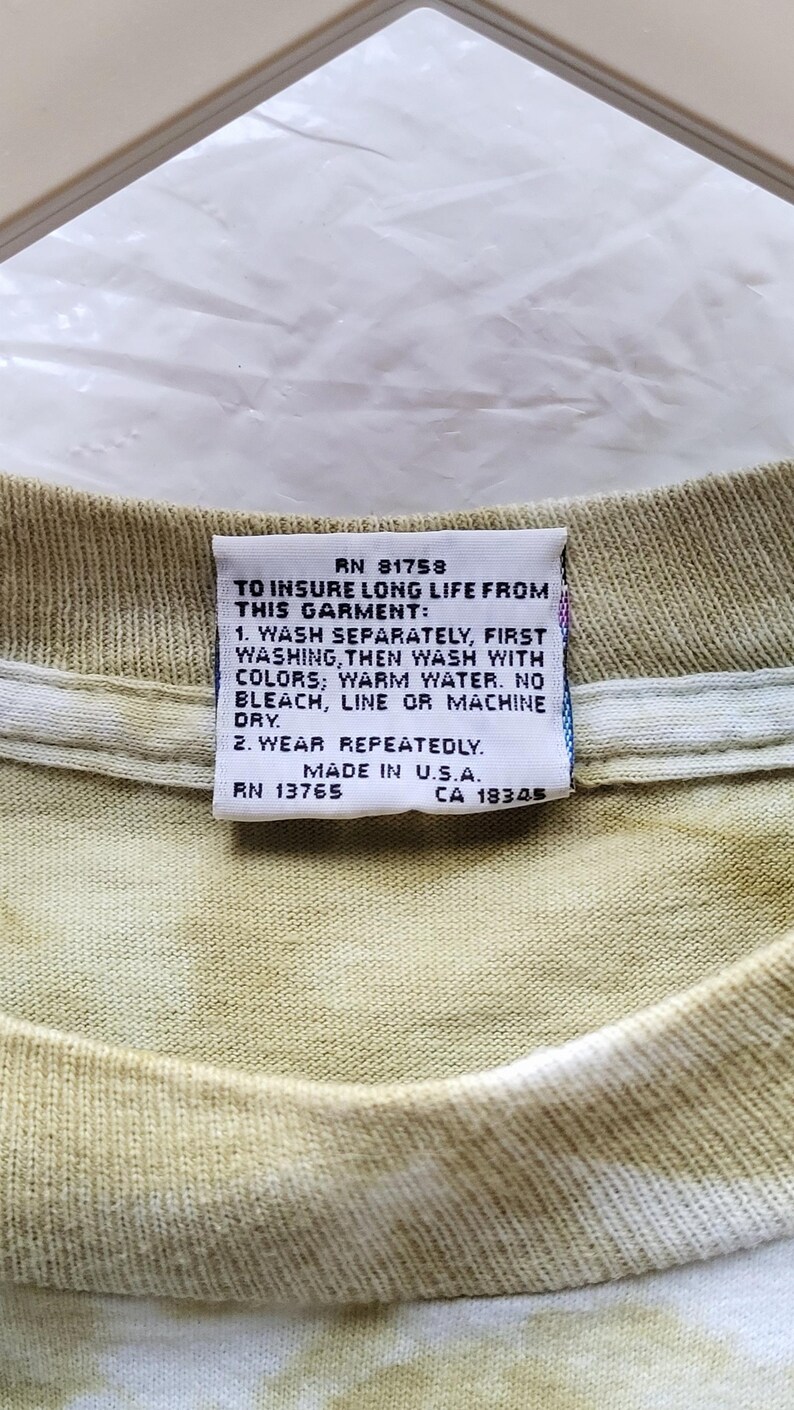 RN 81758
TO INSURE LONG LIFE FROM
THIS GARMENT:
1. WASH SEPARATELY, FIRST
WASHING,THEN WASH WITH
COLORS; WARM WATER. NO
BLEACH, LINE OR MACHINE
DRY.
2. WEAR REPEATEDLY.
MADE IN U.S.A.
RN 13765 CA 18345